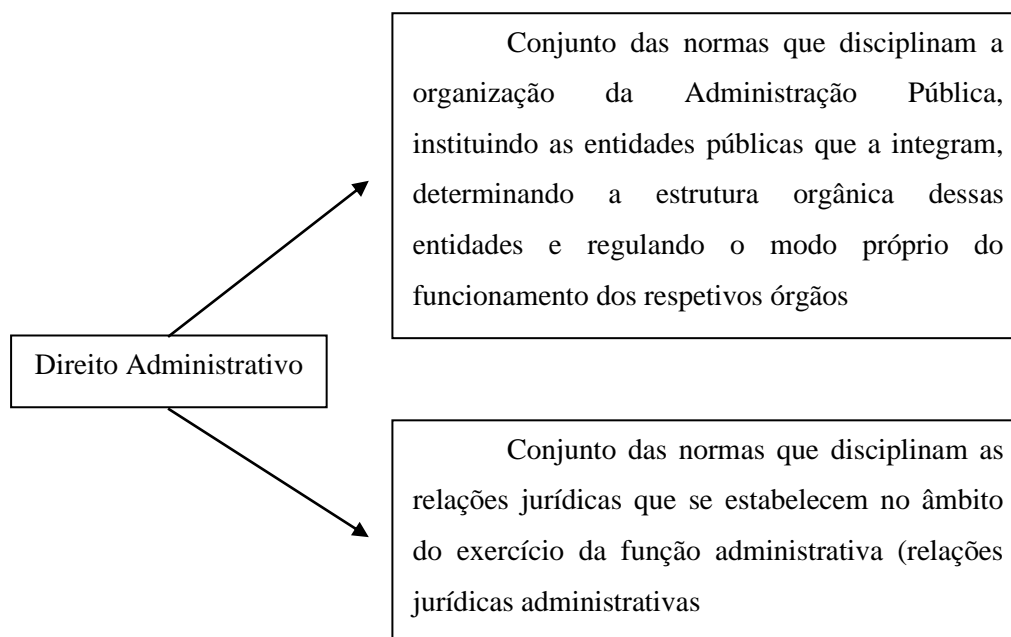 Conjunto das normas que disciplinam a
organização da Administração Pública,
instituindo as entidades públicas que a integram,
determinando a estrutura orgânica dessas
entidades e regulando o modo próprio do
funcionamento dos respetivos órgãos
Direito Administrativo
Conjunto das normas que disciplinam as
relações jurídicas que se estabelecem no âmbito
do exercício da função administrativa (relações
jurídicas administrativas